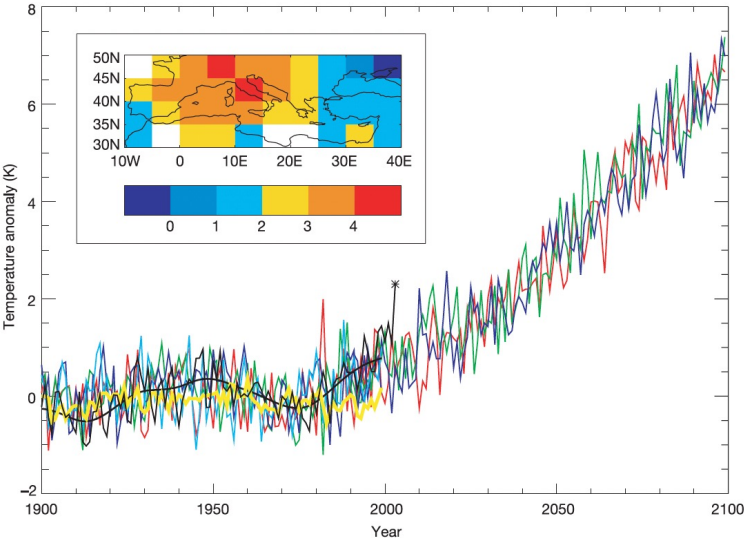 8
6
4
2
0
−2
Temperature anomaly (K)
50N
45N
40N
35N
30N
10W 0 10E 20E 30E 40E
0 1 2 3 4
1900 1950 2000 2050 2100
Year